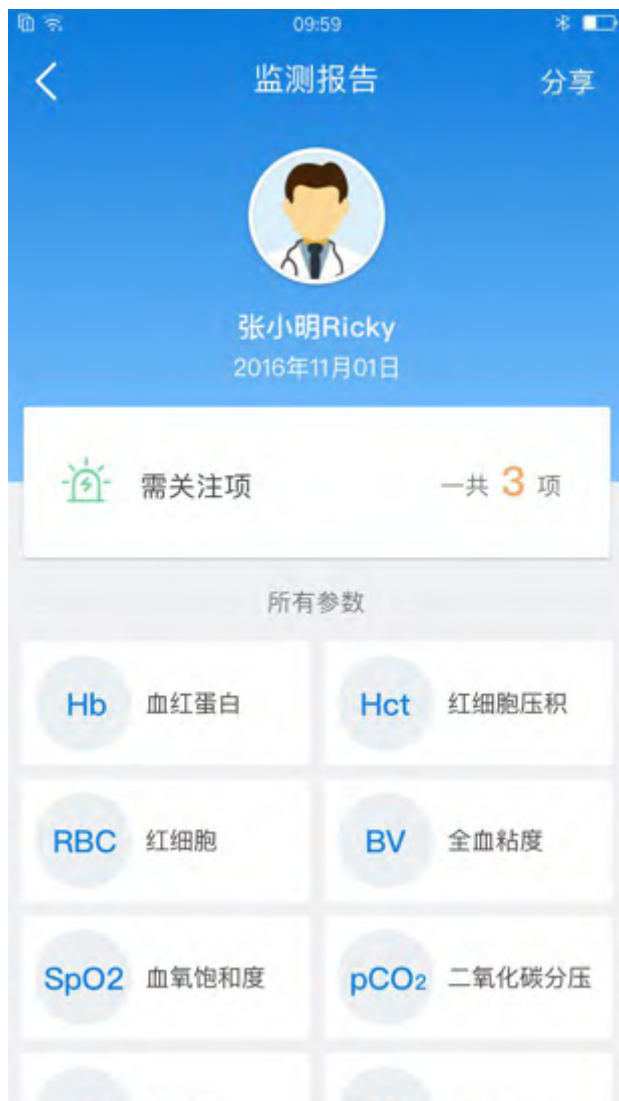 09:59
监测报告
分享
张小明Ricky
2016年11月01日
需关注项
一共 3 项
所有参数
Hb 血红蛋白
Hct 红细胞压积
RBC 红细胞
BV 全血粘度
SpO2 血氧饱和度
pCO₂ 二氧化碳分压